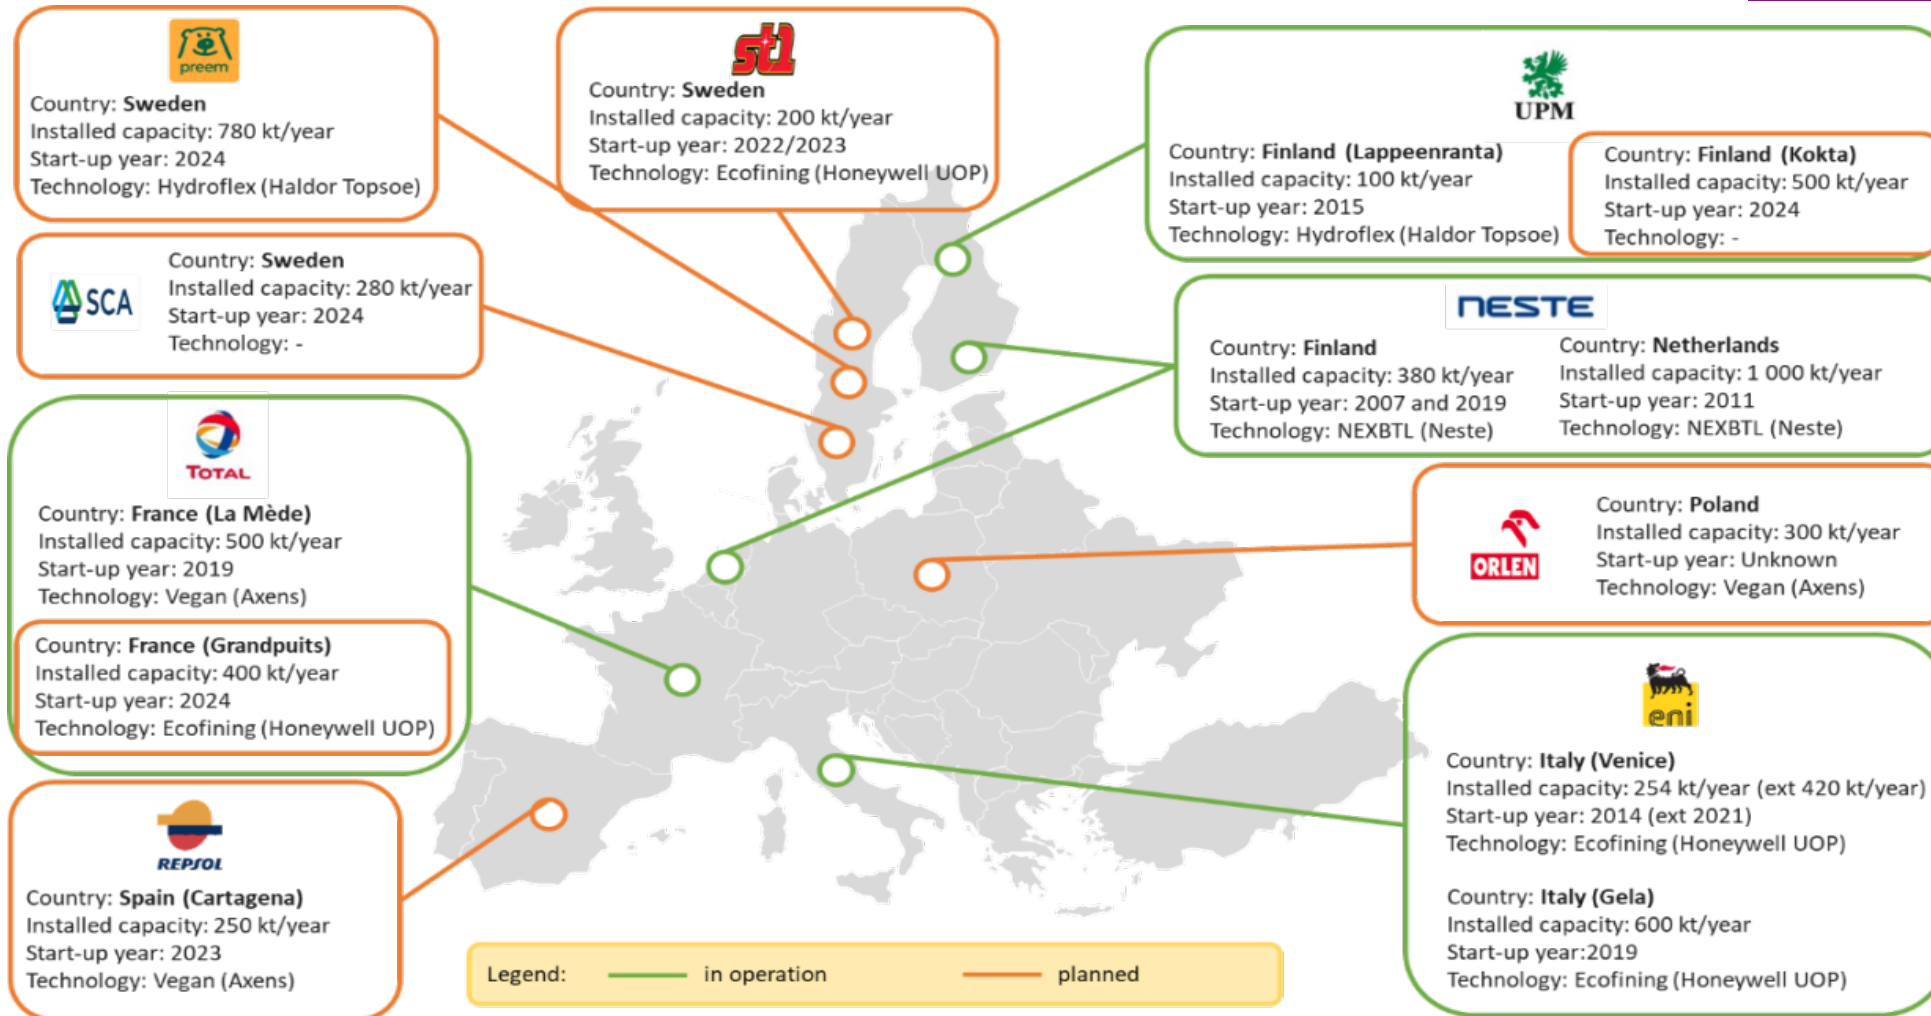 preem
Country: Sweden
Installed capacity: 780 kt/year
Start-up year: 2024
Technology: Hydroflex (Haldor Topsoe)
st1
Country: Sweden
Installed capacity: 200 kt/year
Start-up year: 2022/2023
Technology: Ecofining (Honeywell UOP)
UPM
Country: Finland (Lappeenranta)
Installed capacity: 100 kt/year
Start-up year: 2015
Technology: Hydroflex (Haldor Topsoe)
Country: Finland (Kokta)
Installed capacity: 500 kt/year
Start-up year: 2024
Technology: -
SCA
Country: Sweden
Installed capacity: 280 kt/year
Start-up year: 2024
Technology: -
NESTE
Country: Finland
Installed capacity: 380 kt/year
Start-up year: 2007 and 2019
Technology: NEXBTL (Neste)
Country: Netherlands
Installed capacity: 1 000 kt/year
Start-up year: 2011
Technology: NEXBTL (Neste)
TOTAL
Country: France (La Mède)
Installed capacity: 500 kt/year
Start-up year: 2019
Technology: Vegan (Axens)
Country: France (Grandpuits)
Installed capacity: 400 kt/year
Start-up year: 2024
Technology: Ecofining (Honeywell UOP)
ORLEN
Country: Poland
Installed capacity: 300 kt/year
Start-up year: Unknown
Technology: Vegan (Axens)
eni
Country: Italy (Venice)
Installed capacity: 254 kt/year (ext 420 kt/year)
Start-up year: 2014 (ext 2021)
Technology: Ecofining (Honeywell UOP)
Country: Italy (Gela)
Installed capacity: 600 kt/year
Start-up year:2019
Technology: Ecofining (Honeywell UOP)
REPSOL
Country: Spain (Cartagena)
Installed capacity: 250 kt/year
Start-up year: 2023
Technology: Vegan (Axens)
Legend: in operation planned